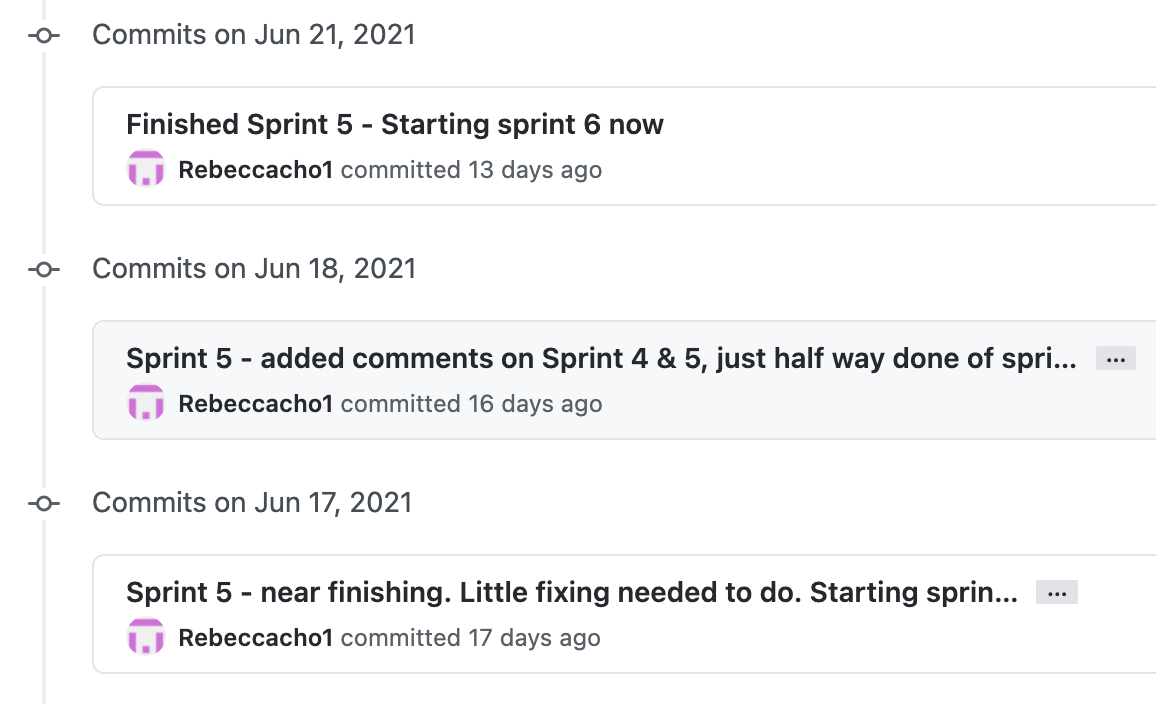 Commits on Jun 21, 2021
Finished Sprint 5 - Starting sprint 6 now
Rebeccacho1 committed 13 days ago
Commits on Jun 18, 2021
Sprint 5 - added comments on Sprint 4 & 5, just half way done of spri... ...
Rebeccacho1 committed 16 days ago
Commits on Jun 17, 2021
Sprint 5 - near finishing. Little fixing needed to do. Starting sprin... ...
Rebeccacho1 committed 17 days ago